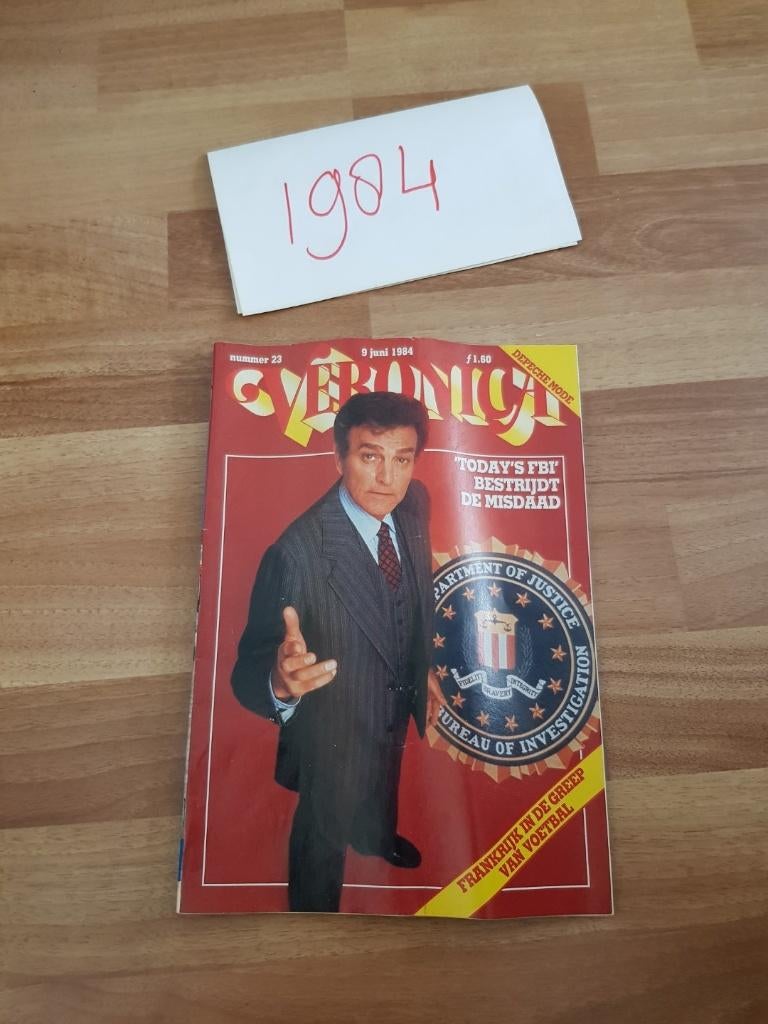 1984
nummer 23
9 juni 1984
ƒ1.60
DEPECHE MODE
VERONICA
'TODAY'S FBI'
BESTRIJDT
DE MISDAAD
PARTMENT OF JUSTICE
FIDELITY BRAVERY INTEGRITY
BUREAU OF INVESTIGATION
FRANKRIJK IN DE GREEP
VAN VOETBAL